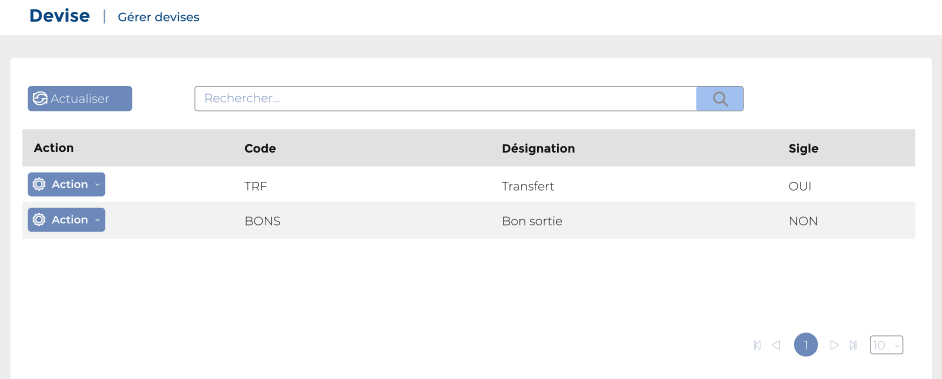 Devise | Gérer devises
Actualiser
Rechercher...
Action Code Désignation Sigle
Action TRF Transfert OUI
Action BONS Bon sortie NON
1 10